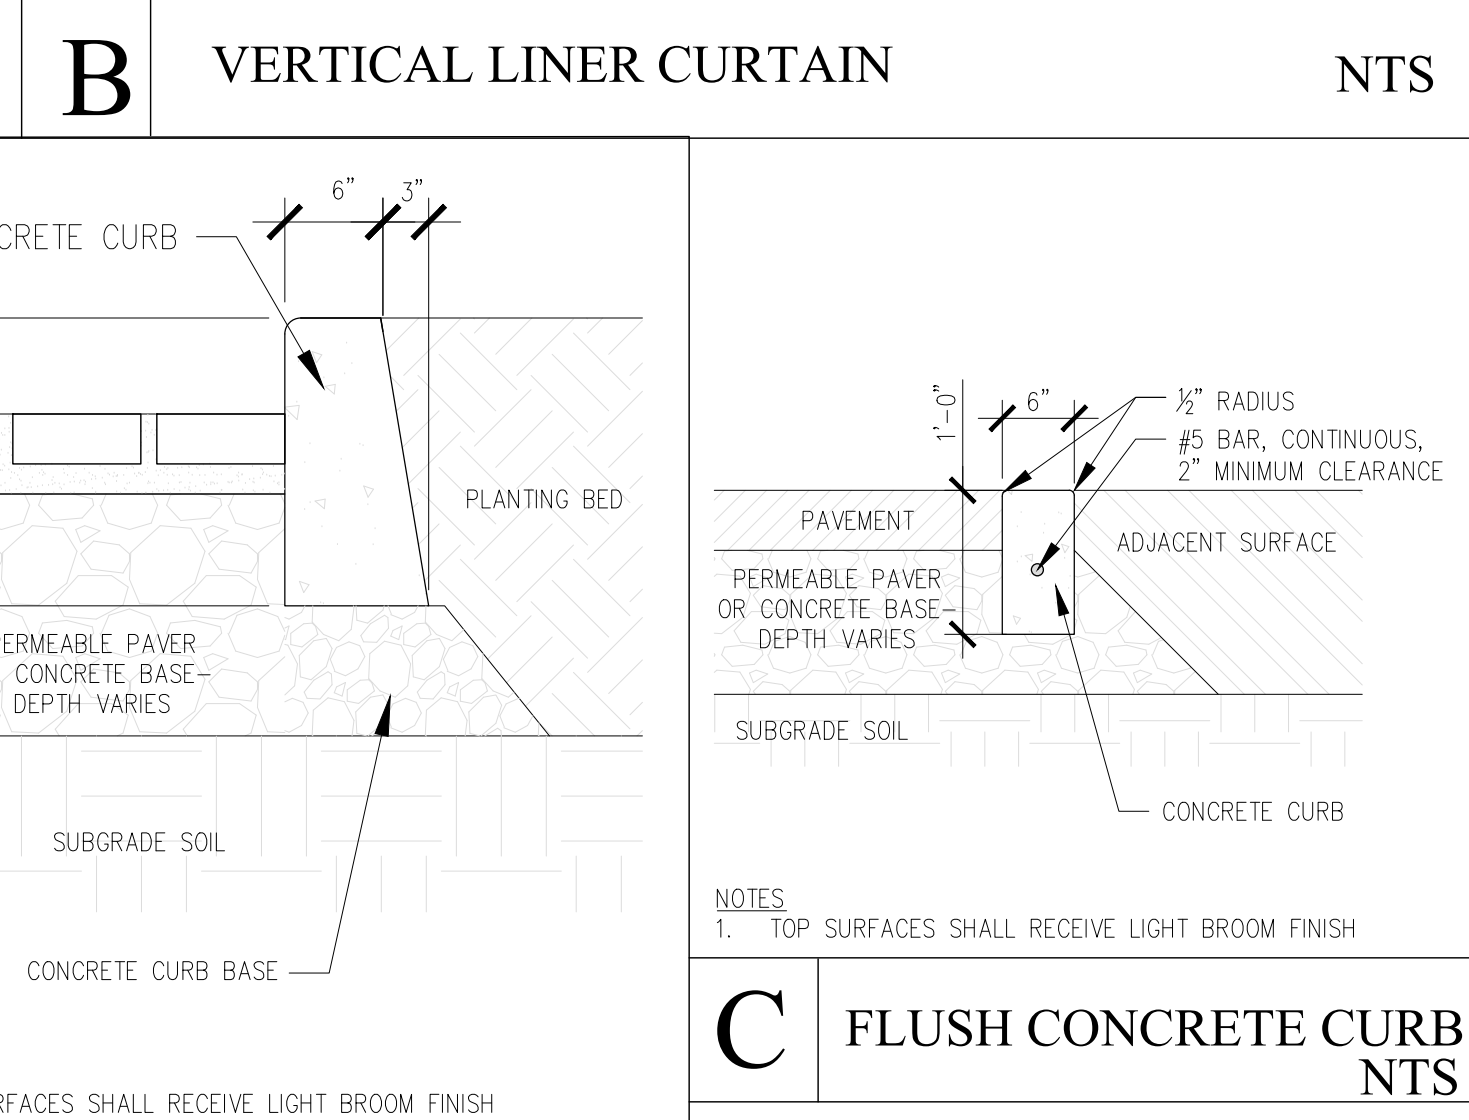 B
VERTICAL LINER CURTAIN
NTS
6"
3"
CRETE CURB
PLANTING BED
ERMEABLE PAVER
CONCRETE BASE-
DEPTH VARIES
SUBGRADE SOIL
CONCRETE CURB BASE
RFACES SHALL RECEIVE LIGHT BROOM FINISH
1'-0"
6"
½" RADIUS
#5 BAR, CONTINUOUS,
2" MINIMUM CLEARANCE
PAVEMENT
ADJACENT SURFACE
PERMEABLE PAVER
OR CONCRETE BASE-
DEPTH VARIES
SUBGRADE SOIL
CONCRETE CURB
NOTES
1. TOP SURFACES SHALL RECEIVE LIGHT BROOM FINISH
C
FLUSH CONCRETE CURB
NTS